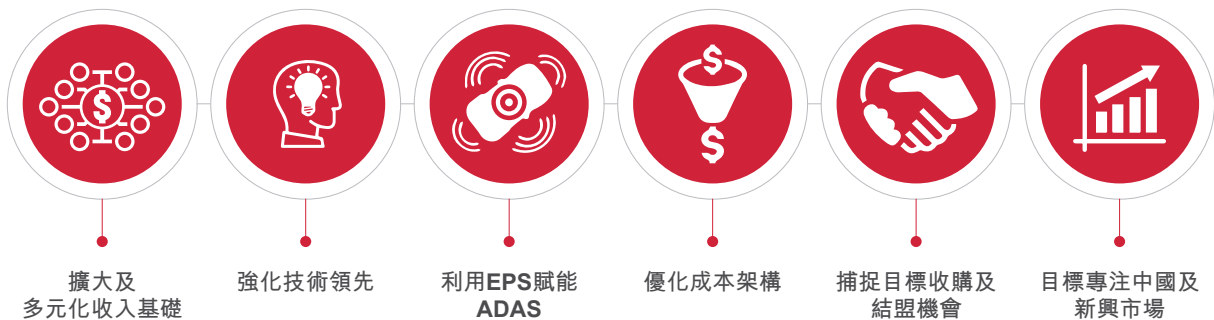 擴大及
多元化收入基礎
強化技術領先
利用EPS賦能
ADAS
優化成本架構
捕捉目標收購及
結盟機會
目標專注中國及
新興市場